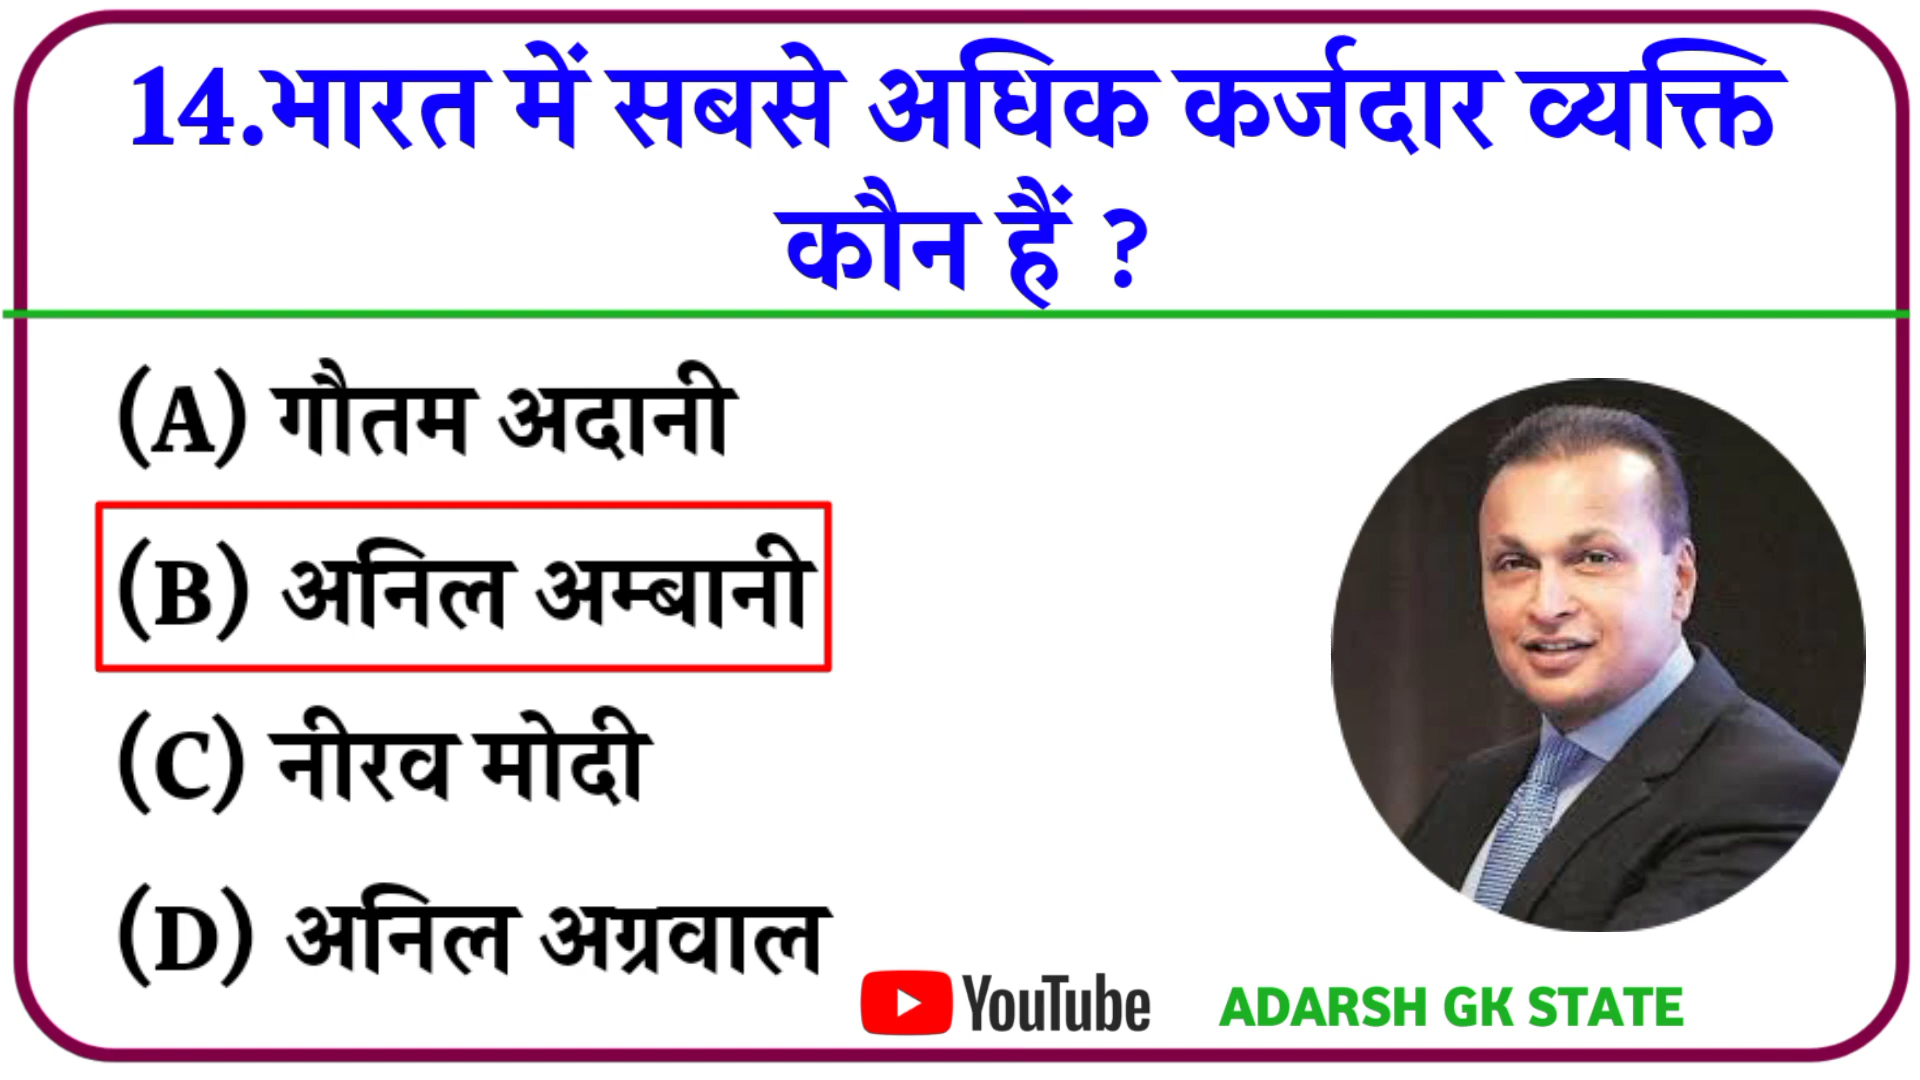 14.भारत में सबसे अधिक कर्जदार व्यक्ति
कौन हैं ?
(A) गौतम अदानी
(B) अनिल अम्बानी
(C) नीरव मोदी
(D) अनिल अग्रवाल
YouTube ADARSH GK STATE